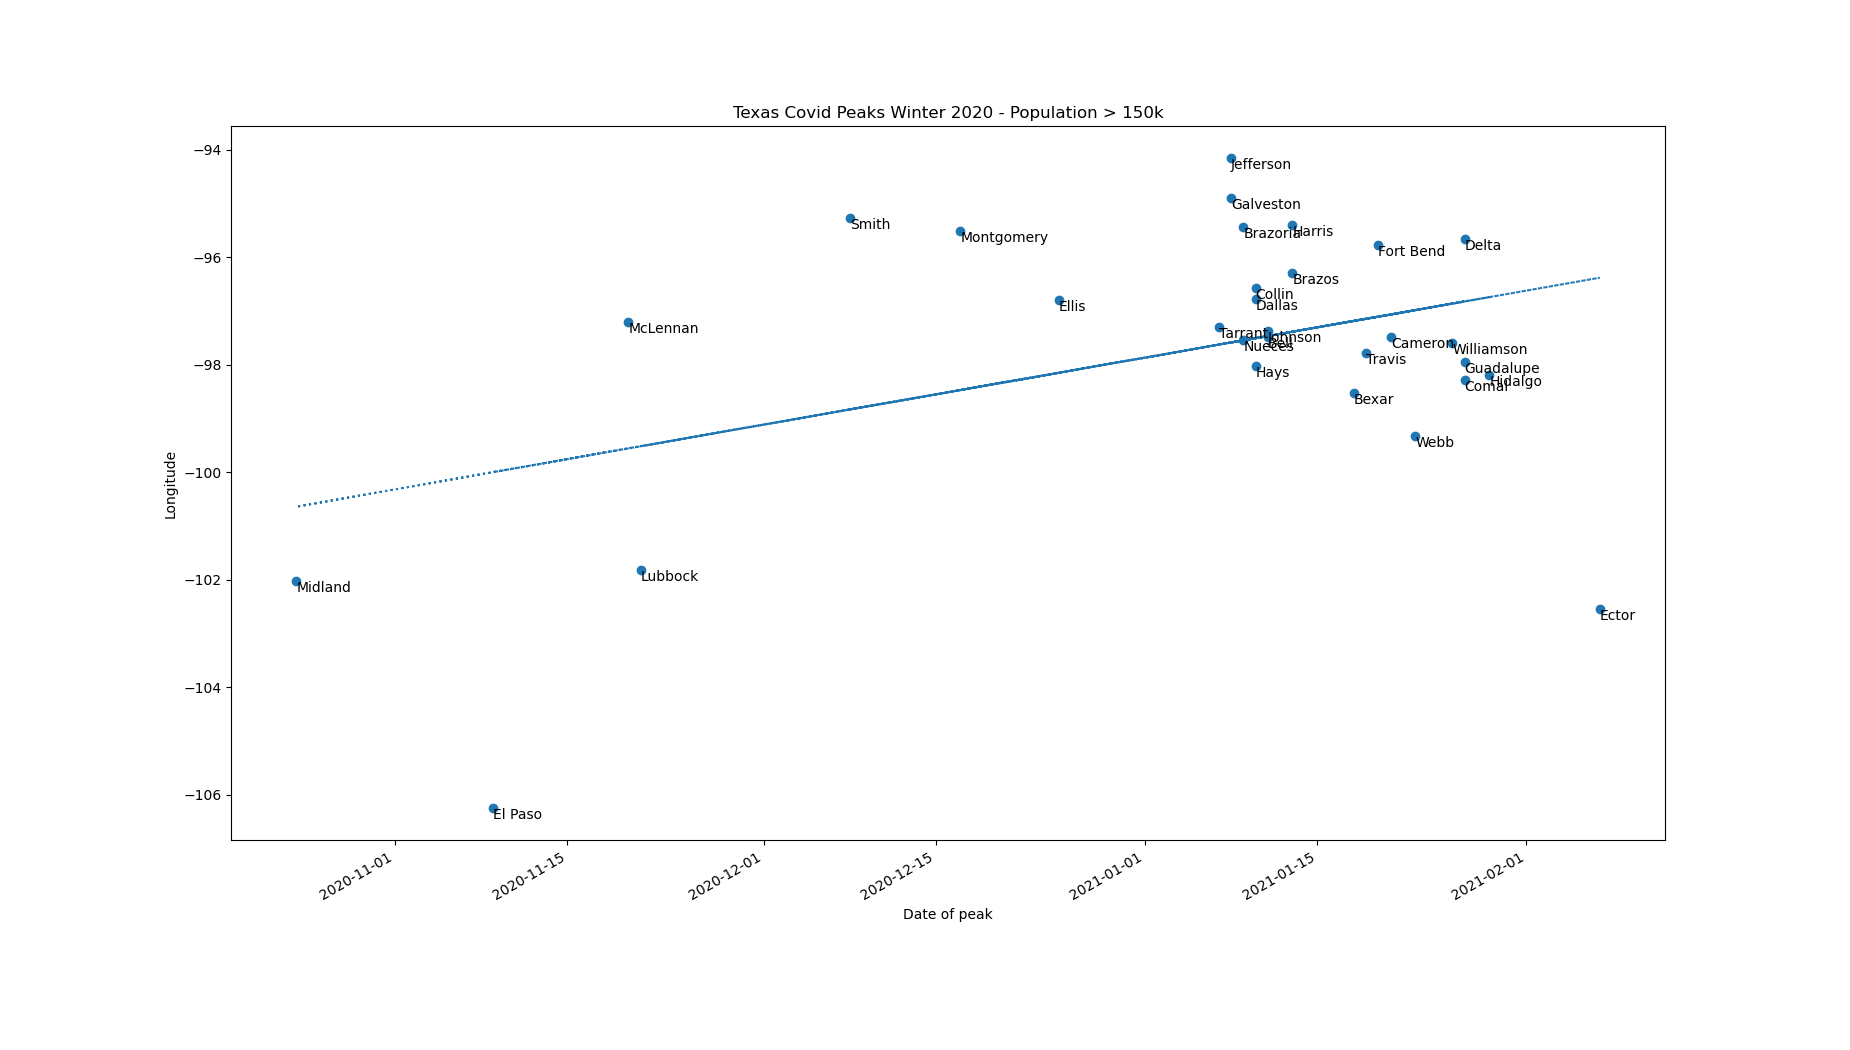 Texas Covid Peaks Winter 2020 - Population > 150k
−94
−96
−98
−100
−102
−104
−106
Longitude
Jefferson
Galveston
Smith
Montgomery
Brazoria
Harris
Fort Bend
Delta
Brazos
Collin
Dallas
Ellis
McLennan
Tarrant
Johnson
Bell
Nueces
Cameron
Williamson
Travis
Guadalupe
Hays
Hidalgo
Comal
Bexar
Webb
Lubbock
Midland
Ector
El Paso
2020-11-01
2020-11-15
2020-12-01
2020-12-15
2021-01-01
2021-01-15
2021-02-01
Date of peak